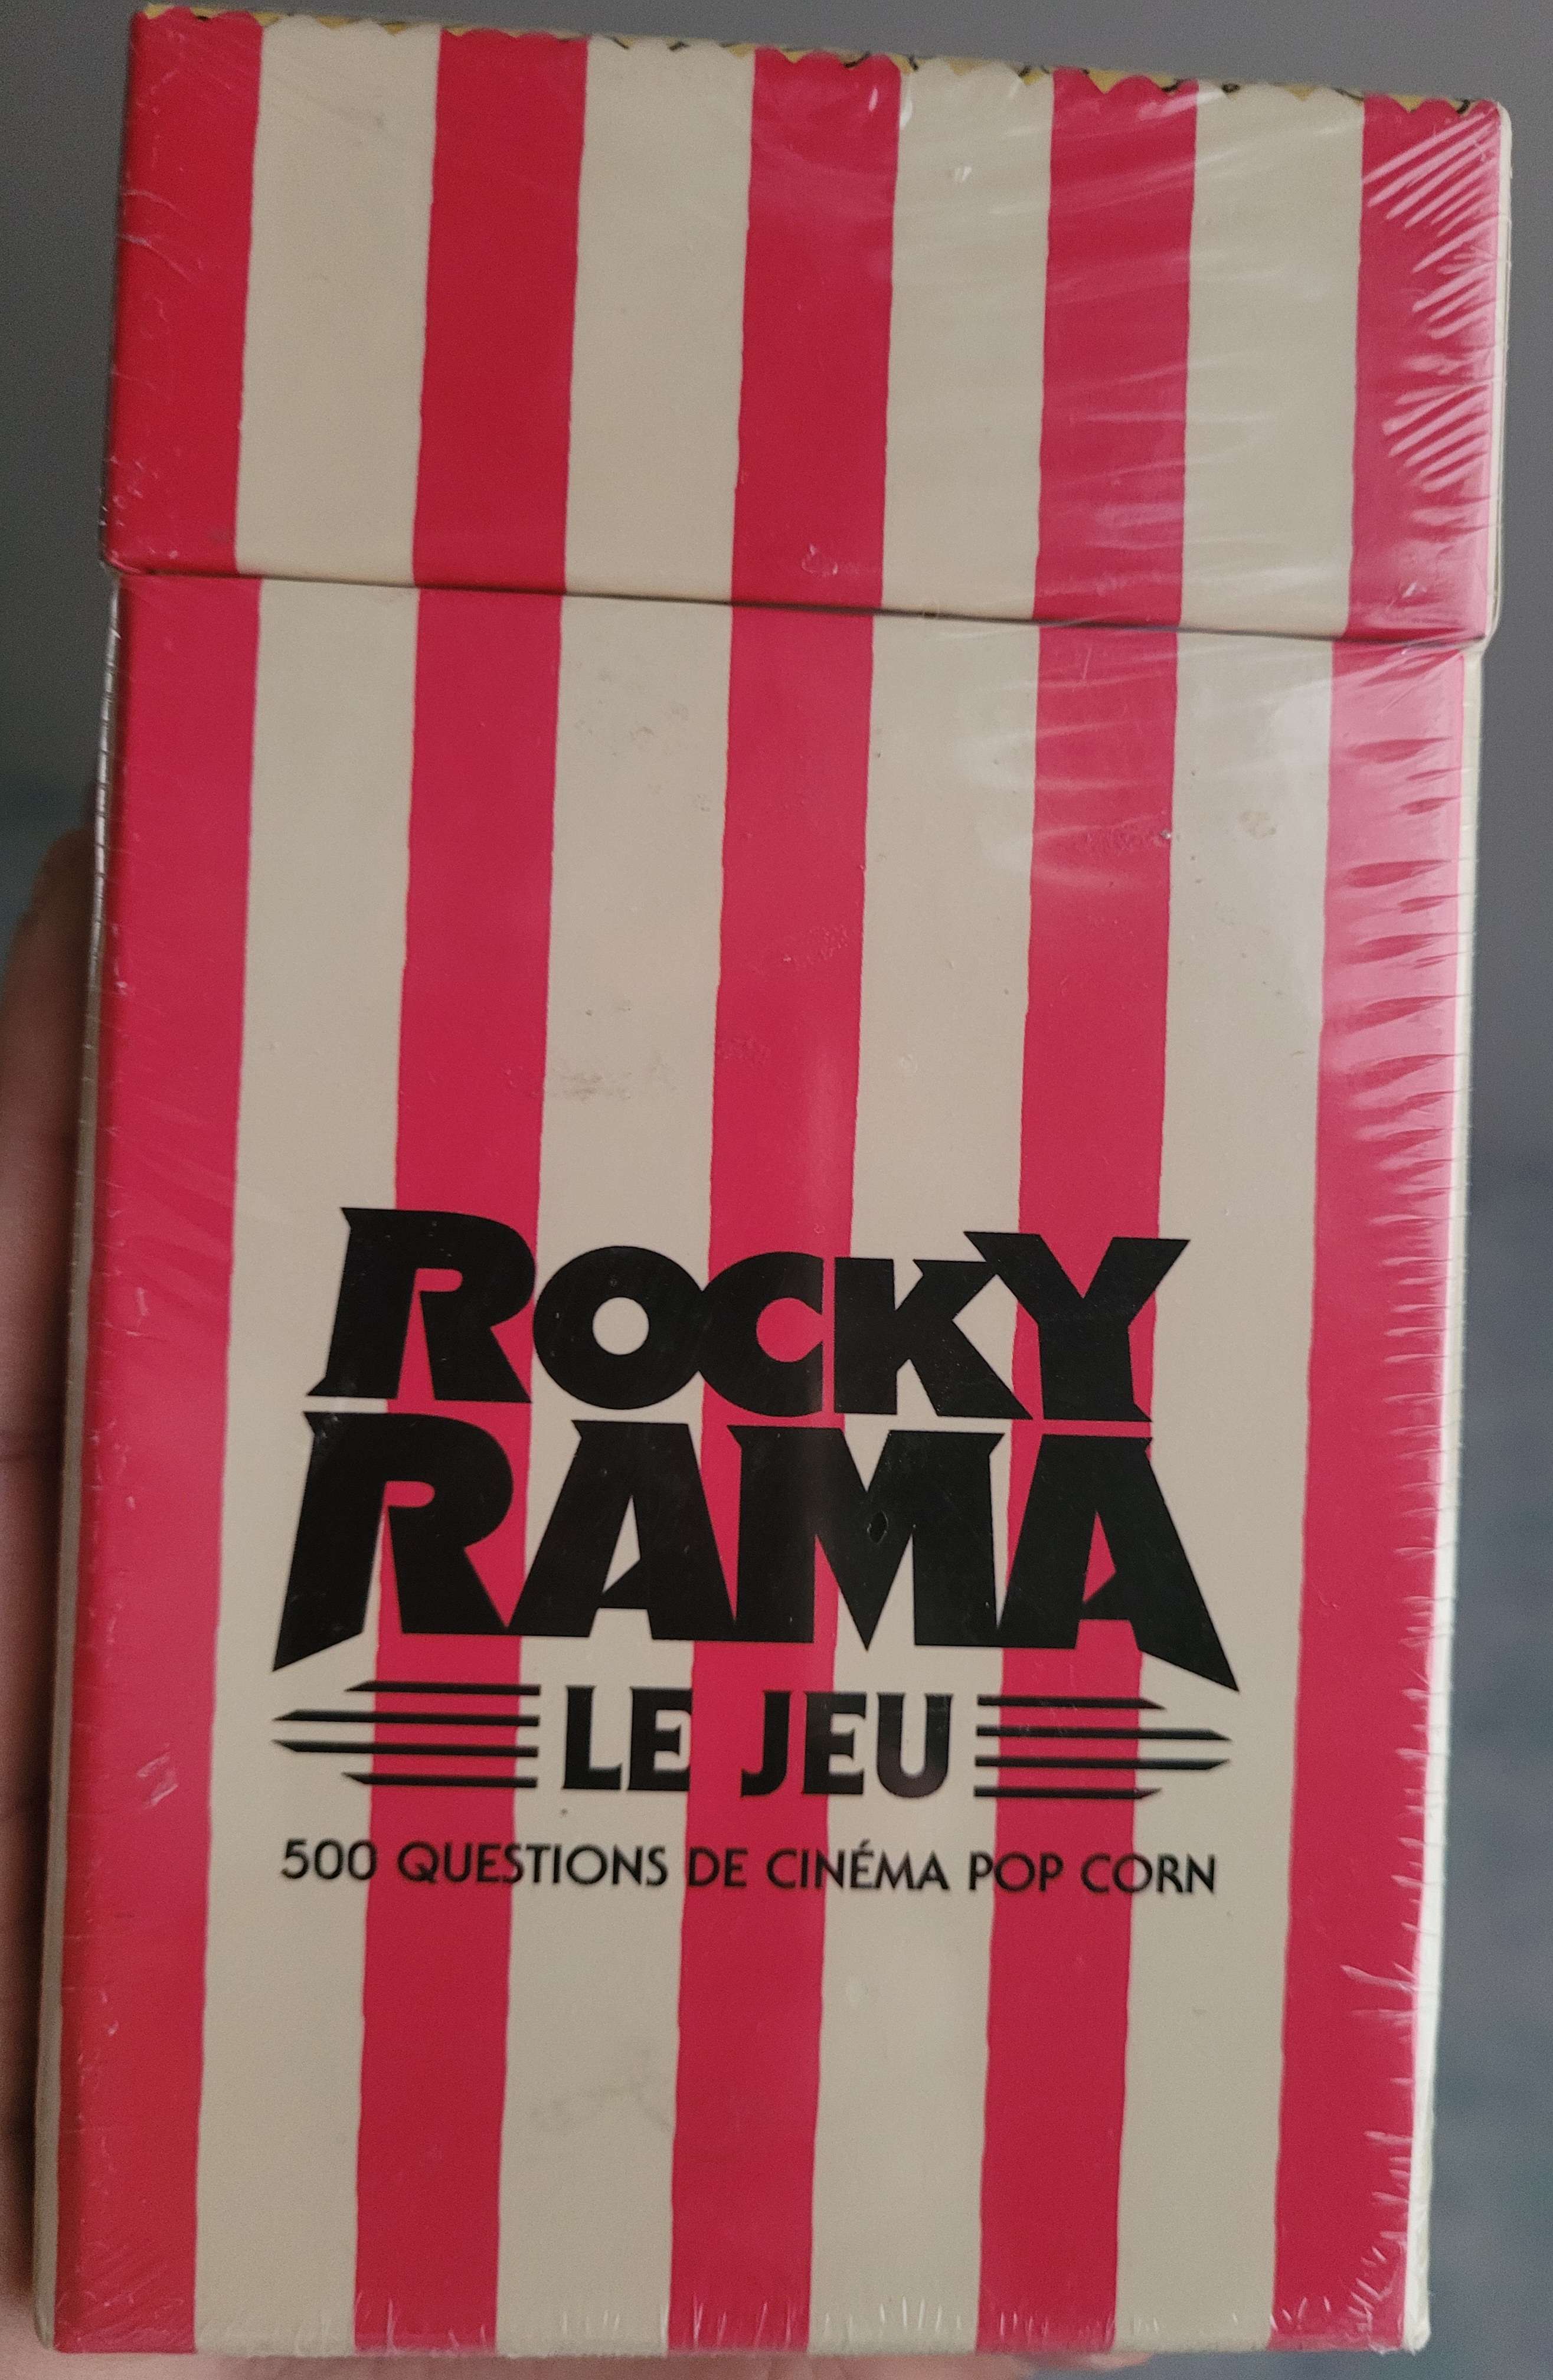 ROCKY
RAMA
LE JEU
500 QUESTIONS DE CINÉMA POP CORN